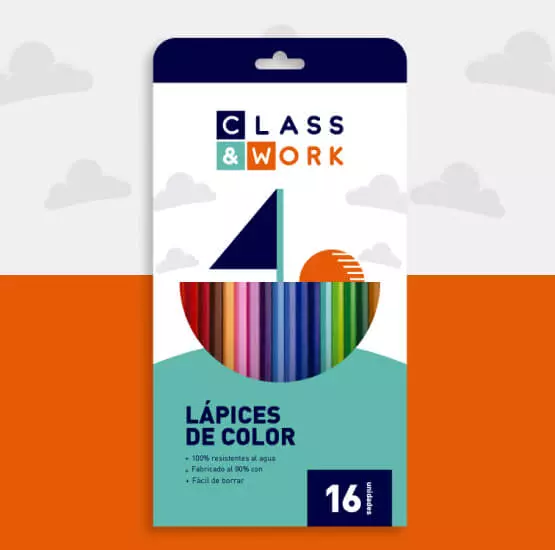 CLASS
& WORK
LÁPICES
DE COLOR
• 100% resistentes al agua
• Fabricado al 80% con
• Fácil de borrar
16 unidades